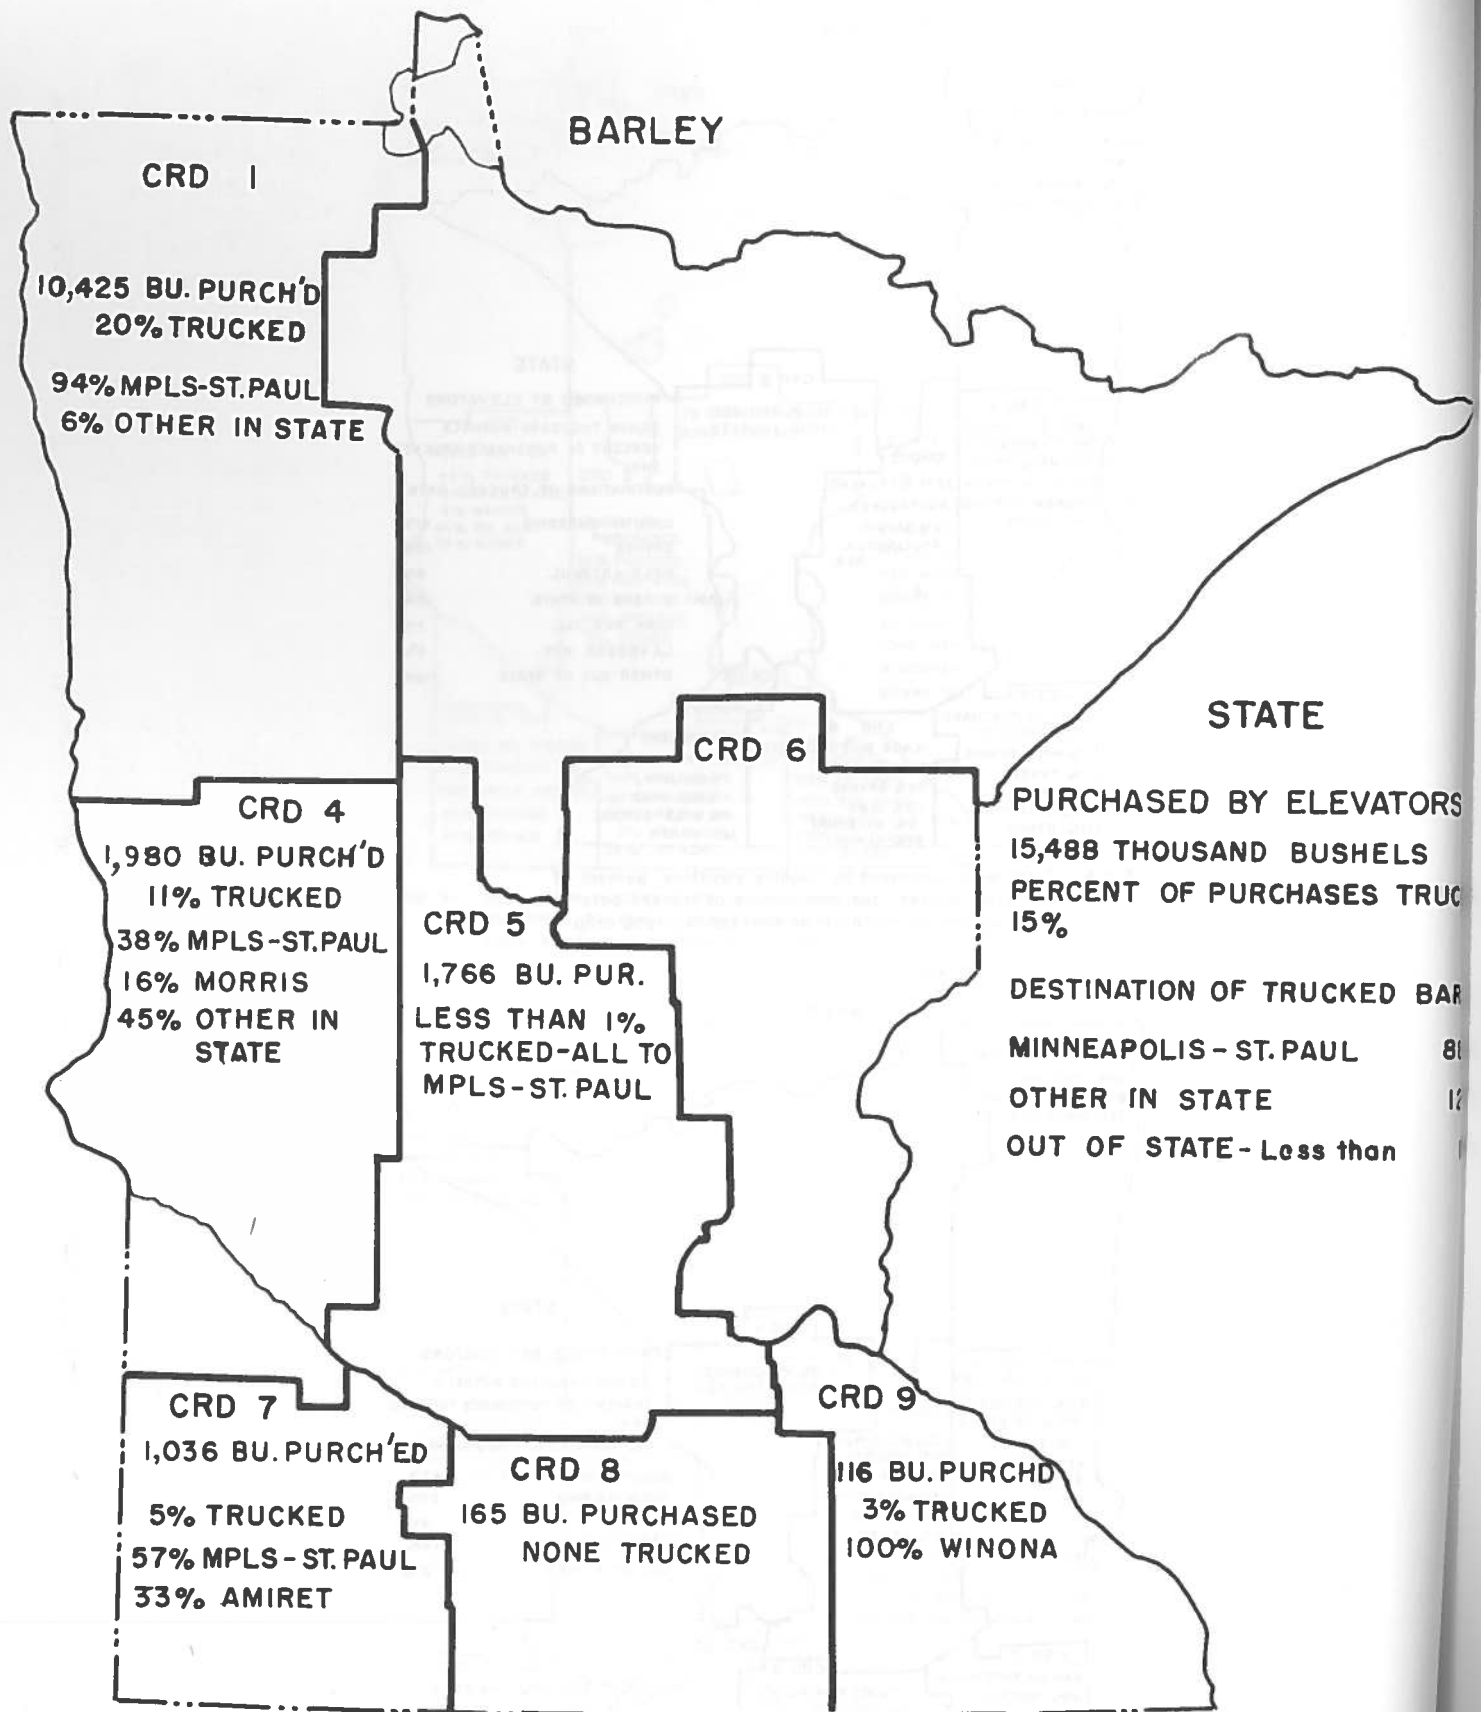 BARLEY
CRD 1
10,425 BU. PURCH'D
20% TRUCKED
94% MPLS-ST. PAUL
6% OTHER IN STATE
CRD 4
1,980 BU. PURCH'D
11% TRUCKED
38% MPLS-ST. PAUL
16% MORRIS
45% OTHER IN
STATE
CRD 5
1,766 BU. PUR.
LESS THAN 1%
TRUCKED-ALL TO
MPLS-ST. PAUL
CRD 6
STATE
PURCHASED BY ELEVATORS
15,488 THOUSAND BUSHELS
PERCENT OF PURCHASES TRUC
15%
DESTINATION OF TRUCKED BAR
MINNEAPOLIS-ST. PAUL 8
OTHER IN STATE 12
OUT OF STATE-Less than
CRD 7
1,036 BU. PURCH'ED
5% TRUCKED
57% MPLS-ST. PAUL
33% AMIRET
CRD 8
165 BU. PURCHASED
NONE TRUCKED
CRD 9
116 BU. PURCHD
3% TRUCKED
100% WINONA